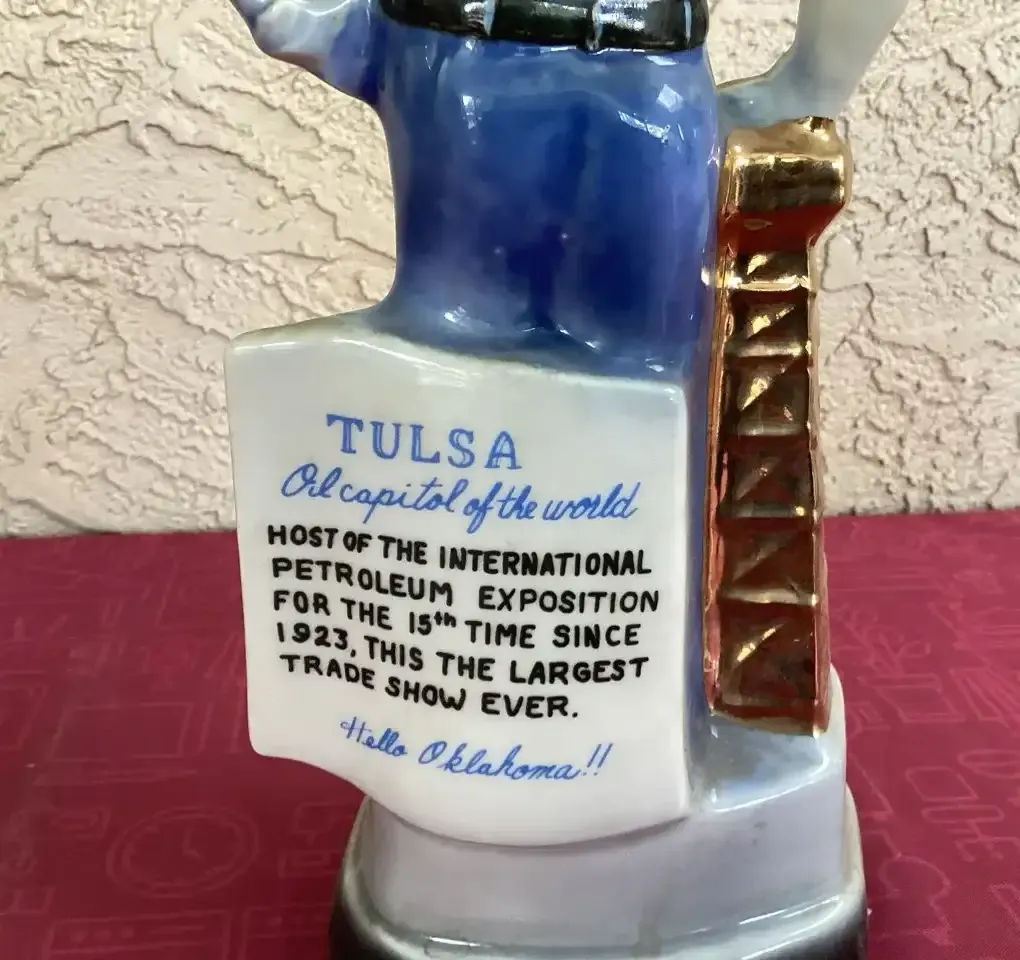 TULSA
Oil capitol of the world
HOST OF THE INTERNATIONAL
PETROLEUM EXPOSITION
FOR THE 15th TIME SINCE
1923, THIS THE LARGEST
TRADE SHOW EVER.
Hello Oklahoma!!